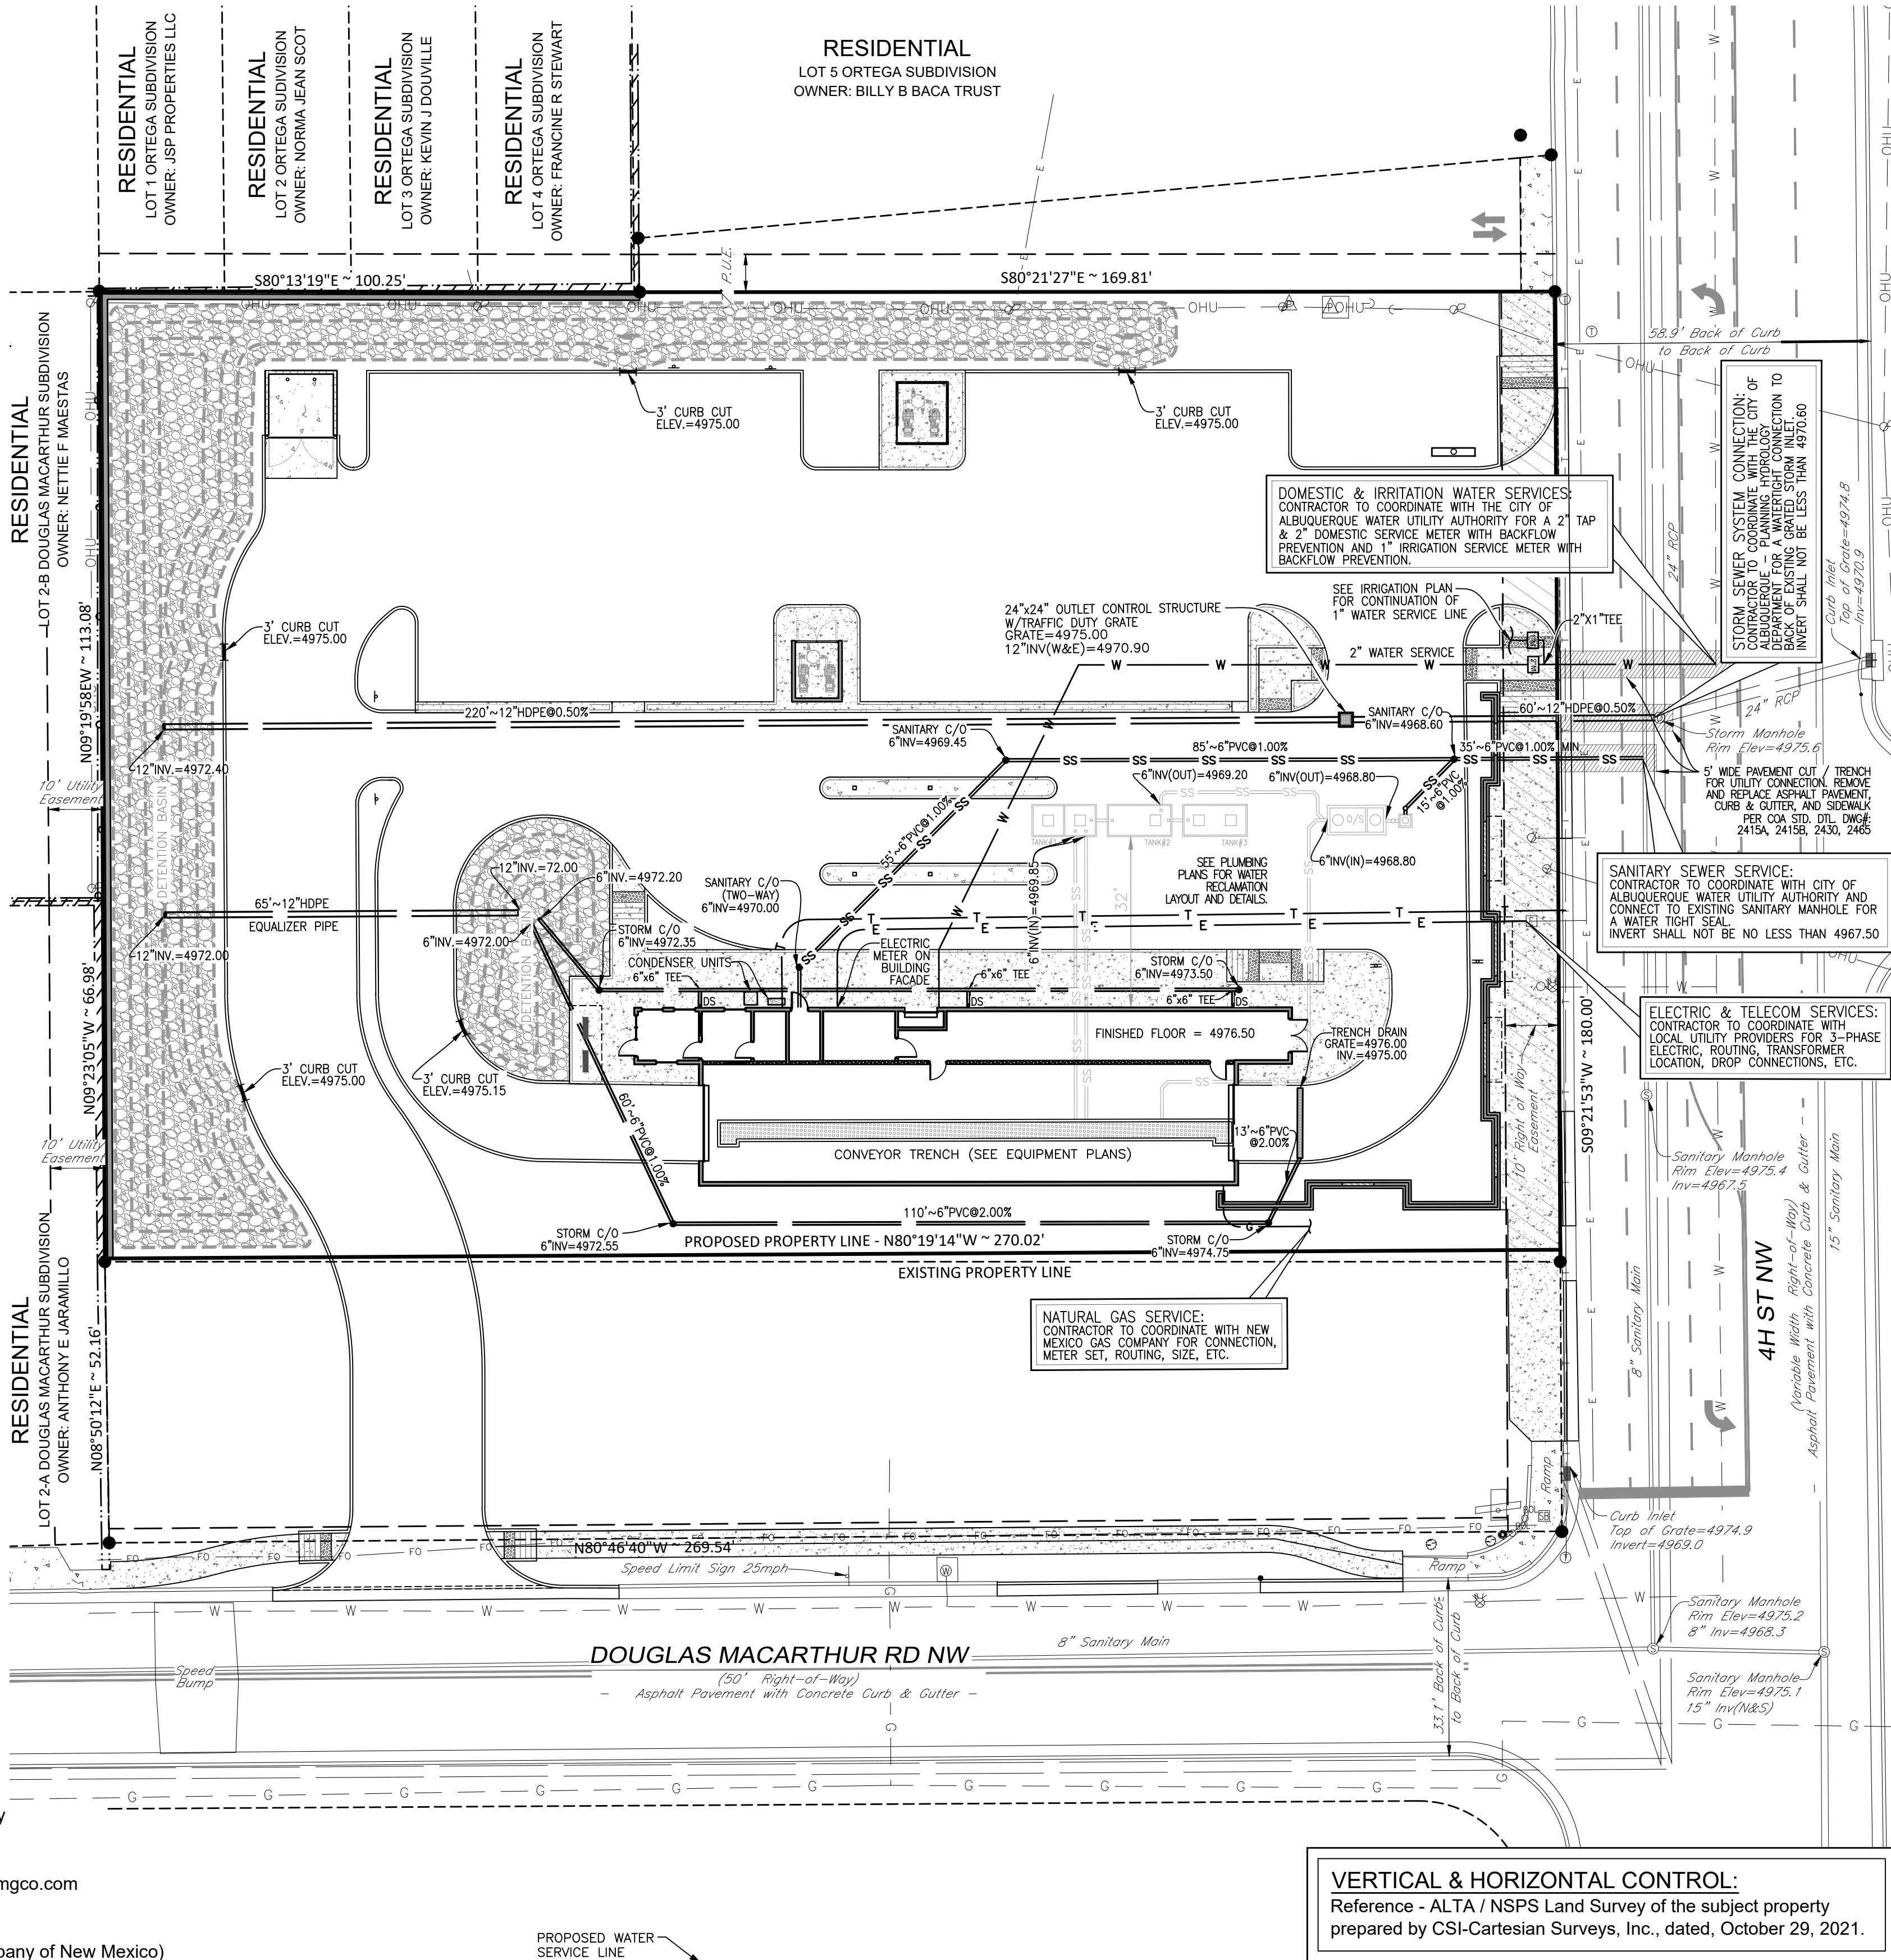 RESIDENTIAL
LOT 1 ORTEGA SUBDIVISION
OWNER: JSP PROPERTIES LLC
RESIDENTIAL
LOT 2 ORTEGA SUDIVISION
OWNER: NORMA JEAN SCOT
RESIDENTIAL
LOT 3 ORTEGA SUBDIVISION
OWNER: KEVIN J DOUVILLE
RESIDENTIAL
LOT 4 ORTEGA SUBDIVISION
OWNER: FRANCINE R STEWART
RESIDENTIAL
LOT 5 ORTEGA SUBDIVISION
OWNER: BILLY B BACA TRUST
P.U.E.
S80°13'19"E ~ 100.25'
S80°21'27"E ~ 169.81'
58.9' Back of Curb
to Back of Curb
RESIDENTIAL
LOT 2-B DOUGLAS MACARTHUR SUBDIVISION
OWNER: NETTIE F MAESTAS
N09°19'58EW ~ 113.08'
3' CURB CUT
ELEV.=4975.00
3' CURB CUT
ELEV.=4975.00
STORM SEWER SYSTEM CONNECTION:
CONTRACTOR TO COORDINATE WITH THE CITY OF
ALBUQUERQUE – PLANNING HYDROLOGY
DEPARTMENT FOR A WATERTIGHT CONNECTION TO
BACK OF EXISTING GRATED STORM INLET.
INVERT SHALL NOT BE LESS THAN 4970.60
Curb Inlet
Top of Grate=4974.8
Inv=4970.9
DOMESTIC & IRRITATION WATER SERVICES:
CONTRACTOR TO COORDINATE WITH THE CITY OF
ALBUQUERQUE WATER UTILITY AUTHORITY FOR A 2" TAP
& 2" DOMESTIC SERVICE METER WITH BACKFLOW
PREVENTION AND 1" IRRIGATION SERVICE METER WITH
BACKFLOW PREVENTION.
24" RCP
SEE IRRIGATION PLAN
FOR CONTINUATION OF
1" WATER SERVICE LINE
2"X1"TEE
3' CURB CUT
ELEV.=4975.00
24"x24" OUTLET CONTROL STRUCTURE
W/TRAFFIC DUTY GRATE
GRATE=4975.00
12"INV(W&E)=4970.90
2" WATER SERVICE
220'~12"HDPE@0.50%
SANITARY C/O
6"INV=4969.45
SANITARY C/O
6"INV=4968.60
60'~12"HDPE@0.50%
24" RCP
Storm Manhole
Rim Elev=4975.6
12"INV.=4972.40
85'~6"PVC@1.00%
35'~6"PVC@1.00% MIN
6"INV(OUT)=4969.20
6"INV(OUT)=4968.80
15'~6"PVC
@1.00%
5' WIDE PAVEMENT CUT / TRENCH
FOR UTILITY CONNECTION. REMOVE
AND REPLACE ASPHALT PAVEMENT,
CURB & GUTTER, AND SIDEWALK
PER COA STD. DTL. DWG#:
2415A, 2415B, 2430, 2465
10' Utility
Easement
DETENTION BASIN
55'~6"PVC@1.00%
TANK#1
TANK#2
TANK#3
O/S
32'
12"INV.=72.00
6"INV.=4972.20
SANITARY C/O
(TWO-WAY)
6"INV=4970.00
6"INV(IN)=4969.85
SEE PLUMBING
PLANS FOR WATER
RECLAMATION
LAYOUT AND DETAILS.
6"INV(IN)=4968.80
SANITARY SEWER SERVICE:
CONTRACTOR TO COORDINATE WITH CITY OF
ALBUQUERQUE WATER UTILITY AUTHORITY AND
CONNECT TO EXISTING SANITARY MANHOLE FOR
A WATER TIGHT SEAL.
INVERT SHALL NOT BE NO LESS THAN 4967.50
65'~12"HDPE
EQUALIZER PIPE
12"INV.=4972.00
6"INV.=4972.00
DETENTION BASIN
STORM C/O
6"INV=4972.35
CONDENSER UNITS
6"x6" TEE
ELECTRIC
METER ON
BUILDING
FACADE
6"x6" TEE
STORM C/O
6"INV=4973.50
6"x6" TEE
DS
DS
DS
ELECTRIC & TELECOM SERVICES:
CONTRACTOR TO COORDINATE WITH
LOCAL UTILITY PROVIDERS FOR 3-PHASE
ELECTRIC, ROUTING, TRANSFORMER
LOCATION, DROP CONNECTIONS, ETC.
FINISHED FLOOR = 4976.50
TRENCH DRAIN
GRATE=4976.00
INV.=4975.00
N09°23'05"W ~ 66.98'
3' CURB CUT
ELEV.=4975.00
3' CURB CUT
ELEV.=4975.15
60'~6"PVC@1.00%
13'~6"PVC
@2.00%
CONVEYOR TRENCH (SEE EQUIPMENT PLANS)
10' Right of Way
Easement
S09°21'53"W ~ 180.00'
Sanitary Manhole
Rim Elev=4975.4
Inv=4967.5
10' Utility
Easement
110'~6"PVC@2.00%
STORM C/O
6"INV=4972.55
STORM C/O
6"INV=4974.75
PROPOSED PROPERTY LINE - N80°19'14"W ~ 270.02'
EXISTING PROPERTY LINE
8" Sanitary Main
4H ST NW
(Variable Width Right-of-Way)
- Asphalt Pavement with Concrete Curb & Gutter -
15" Sanitary Main
RESIDENTIAL
LOT 2-A DOUGLAS MACARTHUR SUBDIVISION
OWNER: ANTHONY E JARAMILLO
N08°50'12"E ~ 52.16'
NATURAL GAS SERVICE:
CONTRACTOR TO COORDINATE WITH NEW
MEXICO GAS COMPANY FOR CONNECTION,
METER SET, ROUTING, SIZE, ETC.
Ramp
Curb Inlet
Top of Grate=4974.9
Invert=4969.0
N80°46'40"W ~ 269.54'
Speed Limit Sign 25mph
Ramp
Sanitary Manhole
Rim Elev=4975.2
8" Inv=4968.3
DOUGLAS MACARTHUR RD NW
8" Sanitary Main
(50' Right-of-Way)
- Asphalt Pavement with Concrete Curb & Gutter -
Speed
Bump
33.1' Back of Curb
to Back of Curb
Sanitary Manhole
Rim Elev=4975.1
15" Inv(N&S)
ngco.com
pany of New Mexico)
PROPOSED WATER
SERVICE LINE
VERTICAL & HORIZONTAL CONTROL:
Reference - ALTA / NSPS Land Survey of the subject property
prepared by CSI-Cartesian Surveys, Inc., dated, October 29, 2021.